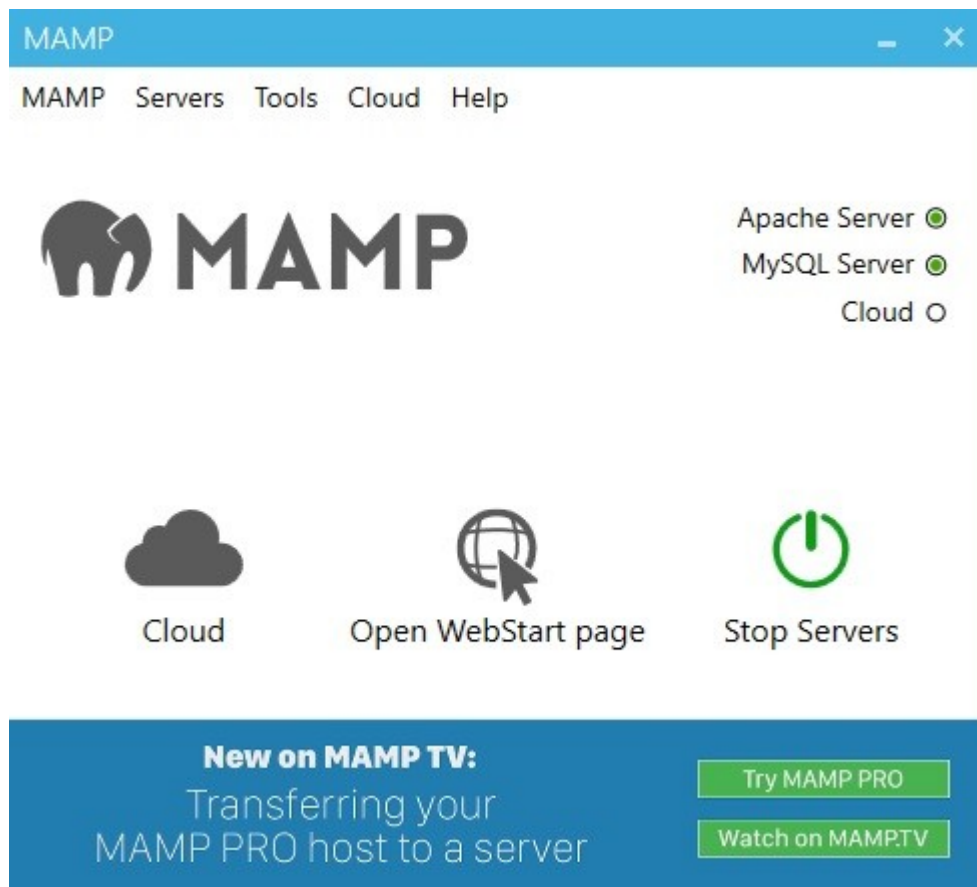 MAMP
MAMP Servers Tools Cloud Help
MAMP
Apache Server
MySQL Server
Cloud
Cloud
Open WebStart page
Stop Servers
New on MAMP TV:
Transferring your
MAMP PRO host to a server
Try MAMP PRO
Watch on MAMP.TV